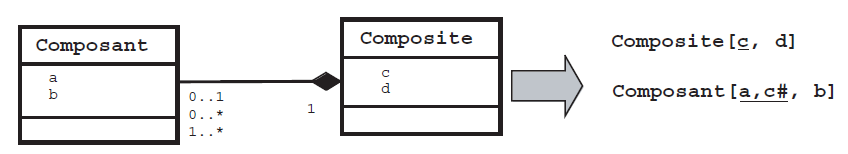 Composant
a
b
0..1
0..*
1..*
1
Composite
c
d
Composite[c, d]
Composant[a,c#, b]